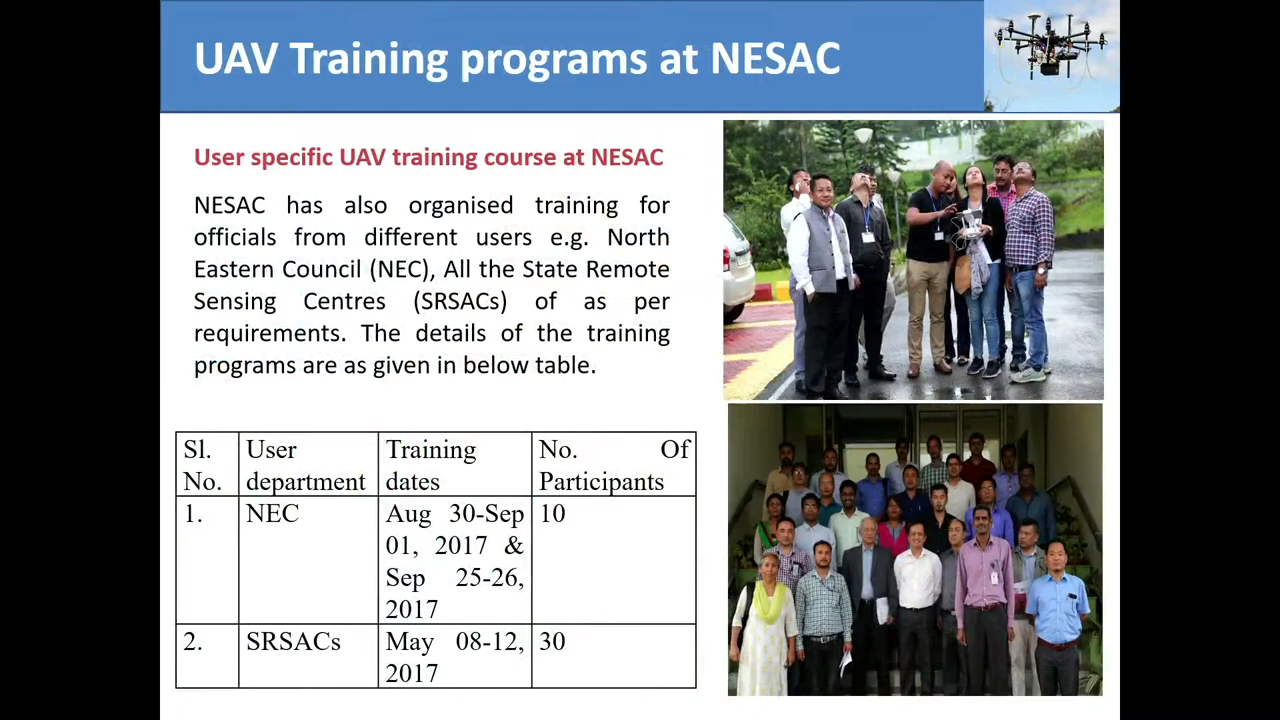 UAV Training programs at NESAC
User specific UAV training course at NESAC
NESAC has also organised training for
officials from different users e.g. North
Eastern Council (NEC), All the State Remote
Sensing Centres (SRSACs) of as per
requirements. The details of the training
programs are as given in below table.
Sl. No. User department Training dates No. Of Participants
1. NEC Aug 30-Sep 01, 2017 & Sep 25-26, 2017 10
2. SRSACs May 08-12, 2017 30